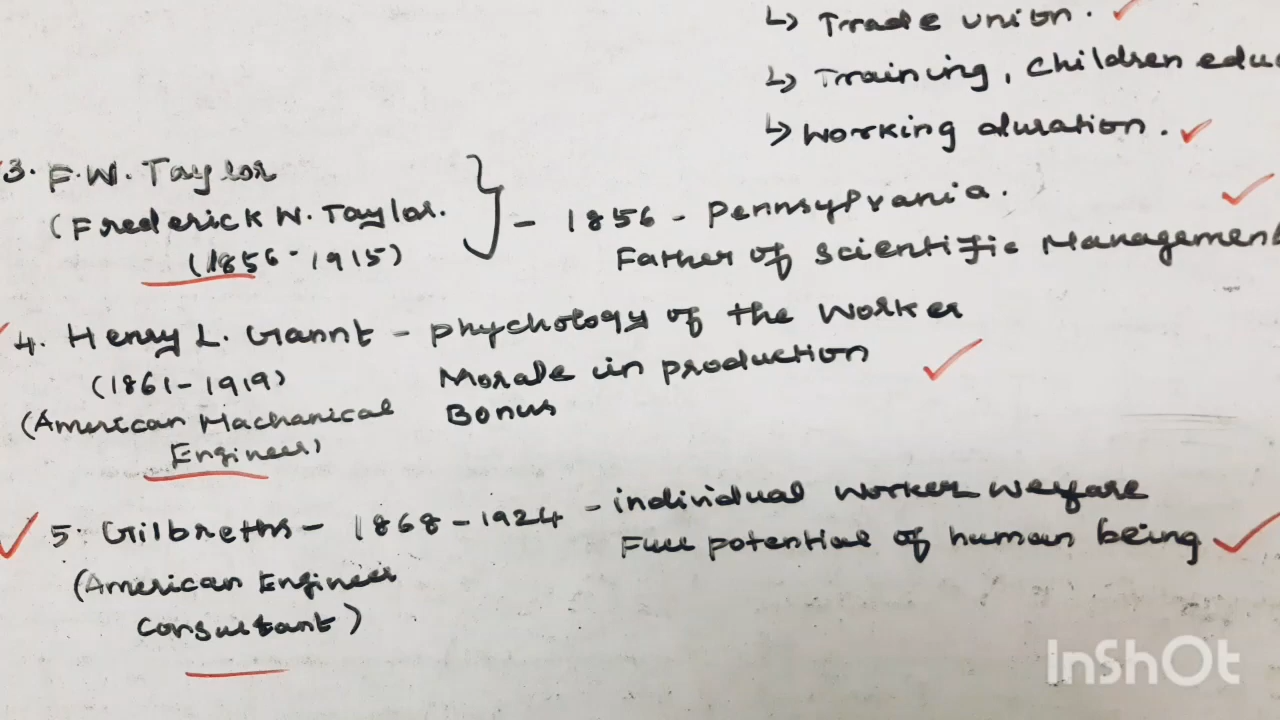 ↳ Trade union. ✓
↳ Training, children educ
↳ working duration. ✓
3. F.W. Taylor
(Frederick W. Taylor.
(1856-1915)
} - 1856 - Pennsylvania. ✓
Father of scientific Management
4. Henry L. Gannt - phychology of the worker
(1861-1919) Morale in production ✓
(American Machanical Bonus
Engineer)
✓ 5. Gilbreths - 1868-1924 - individual worker welfare
Full potential of human being ✓
(American Engineer
consultant)
InShOt